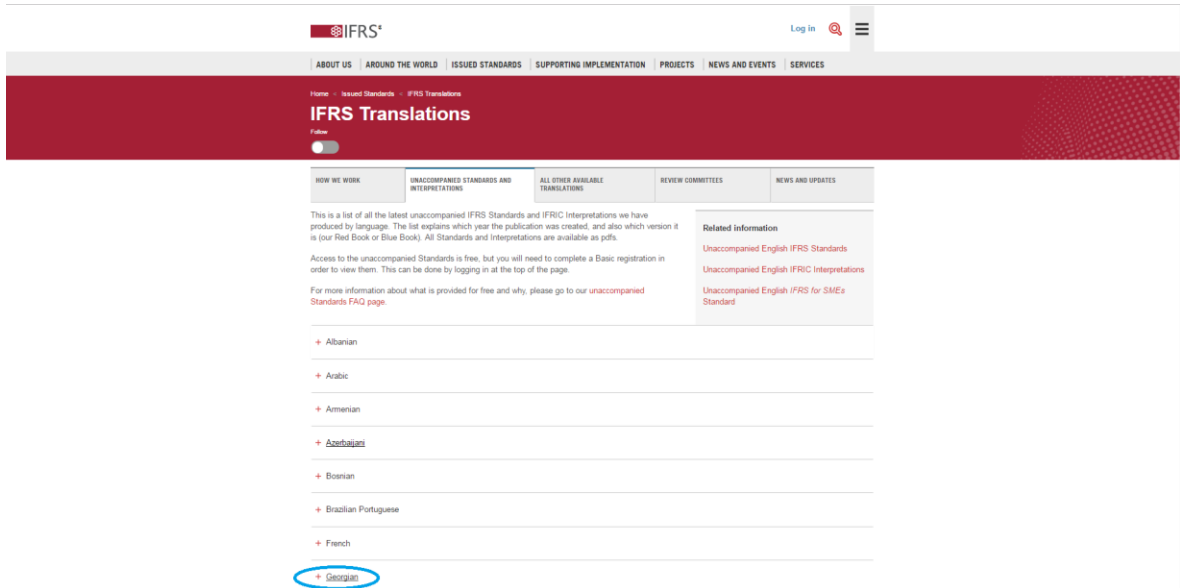 IFRS®
Log in
ABOUT US AROUND THE WORLD ISSUED STANDARDS SUPPORTING IMPLEMENTATION PROJECTS NEWS AND EVENTS SERVICES
Home Issued Standards IFRS Translations
IFRS Translations
Follow
HOW WE WORK
UNACCOMPANIED STANDARDS AND
INTERPRETATIONS
ALL OTHER AVAILABLE
TRANSLATIONS
REVIEW COMMITTEES
NEWS AND UPDATES
This is a list of all the latest unaccompanied IFRS Standards and IFRIC Interpretations we have
produced by language. The list explains which year the publication was created, and also which version it
is (our Red Book or Blue Book). All Standards and Interpretations are available as pdfs.
Access to the unaccompanied Standards is free, but you will need to complete a Basic registration in
order to view them. This can be done by logging in at the top of the page.
For more information about what is provided for free and why, please go to our unaccompanied
Standards FAQ page.
Related information
Unaccompanied English IFRS Standards
Unaccompanied English IFRIC Interpretations
Unaccompanied English IFRS for SMEs
Standard
+ Albanian
+ Arabic
+ Armenian
+ Azerbaijani
+ Bosnian
+ Brazilian Portuguese
+ French
+ Georgian